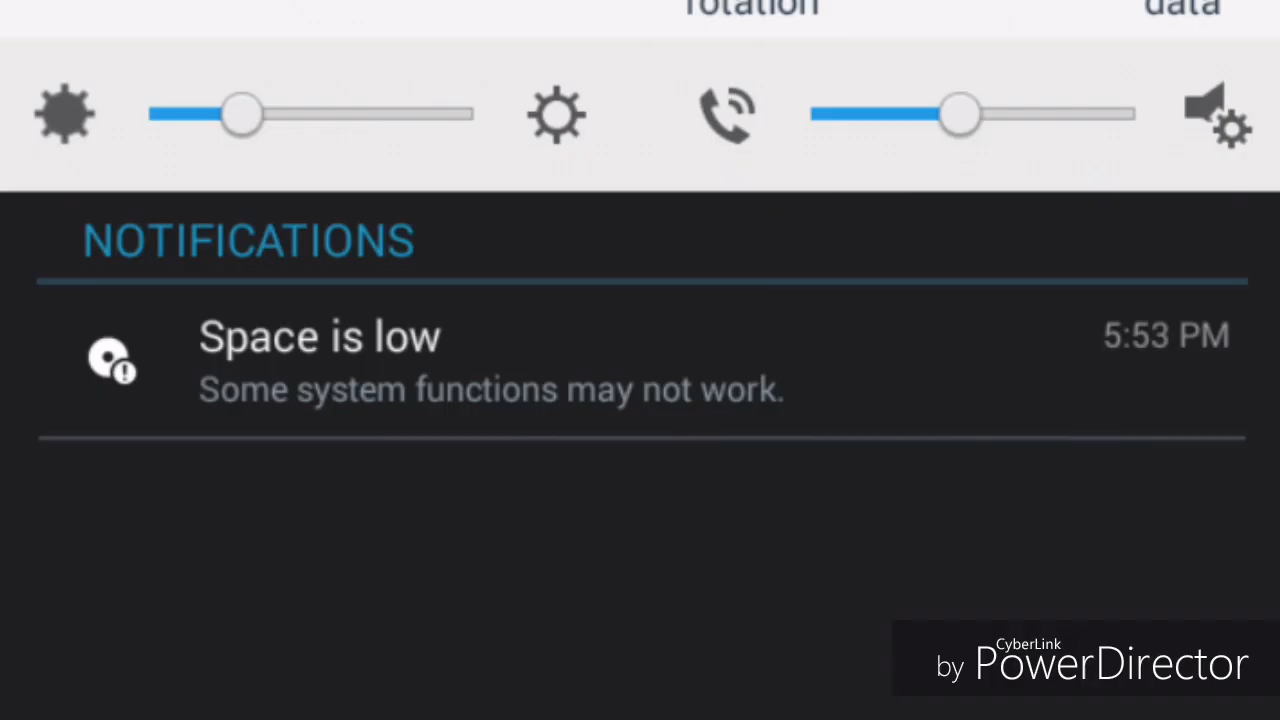 rotation data
NOTIFICATIONS
Space is low 5:53 PM
Some system functions may not work.
CyberLink
by PowerDirector